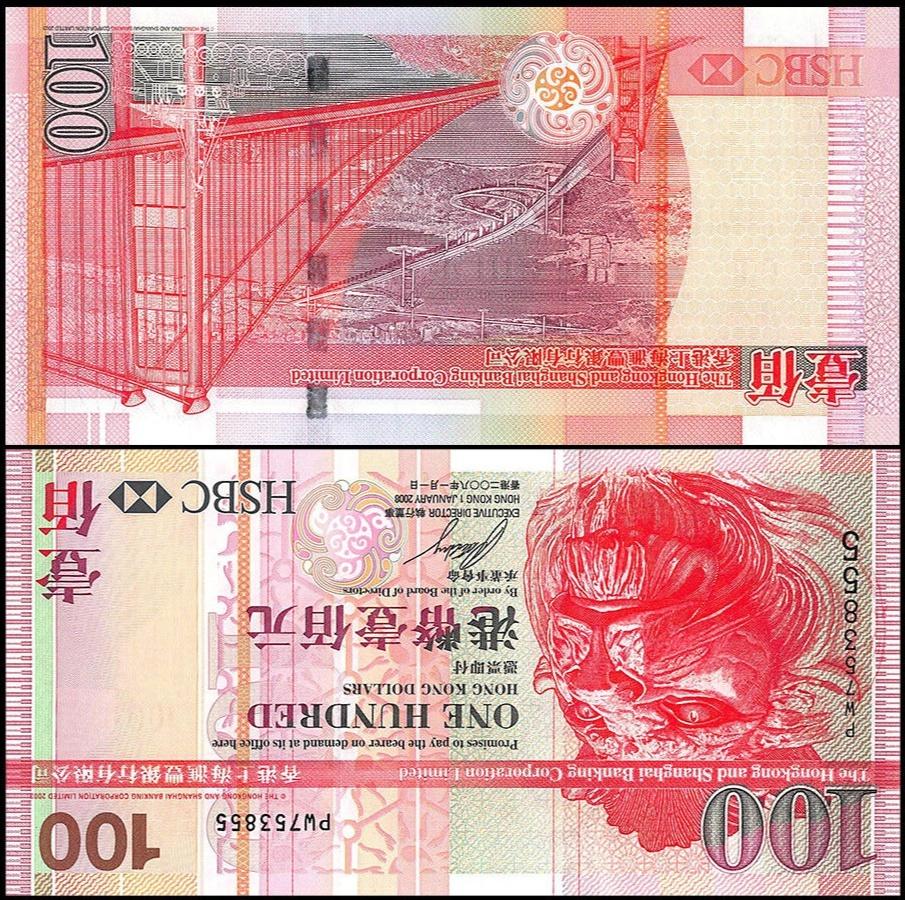 100
PW753855
100
© THE HONGKONG AND SHANGHAI BANKING CORPORATION LIMITED
The Hongkong and Shanghai Banking Corporation Limited 香港上海滙豐銀行有限公司
Promises to pay the bearer on demand at its office here
ONE HUNDRED
HONG KONG DOLLARS
憑票即付
港幣壹佰元
By order of the Board of Directors
承董事會命
EXECUTIVE DIRECTOR 執行董事
HONG KONG 1 JANUARY 2008
香港二〇〇八年一月一日
HSBC
壹佰
壹佰
The Hongkong and Shanghai Banking Corporation Limited
香港上海滙豐銀行有限公司
HSBC
100
© THE HONGKONG AND SHANGHAI BANKING CORPORATION LIMITED